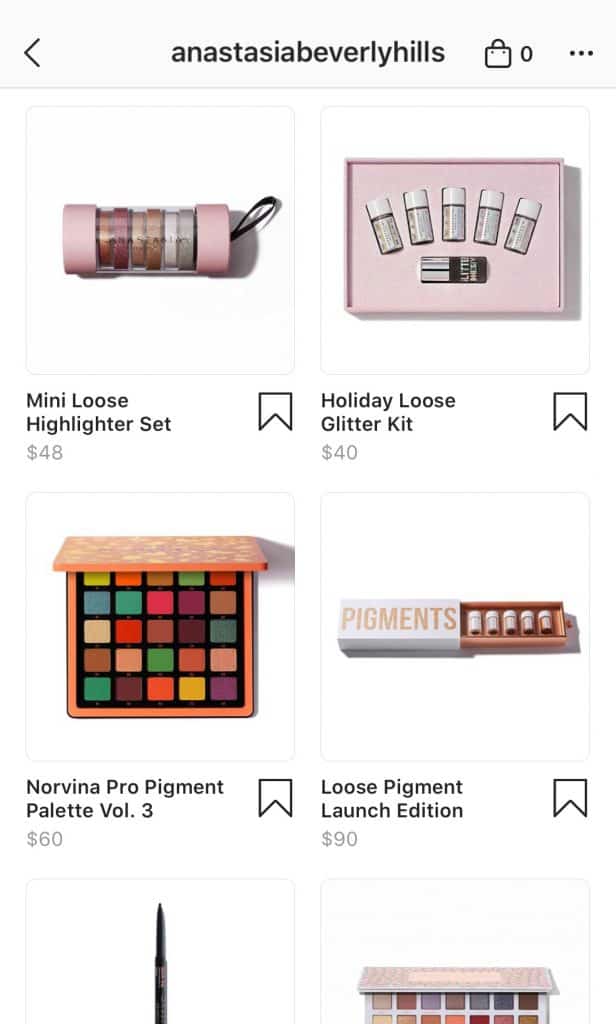 anastasiabeverlyhills
0
ANASTASIA
Mini Loose
Highlighter Set
$48
Holiday Loose
Glitter Kit
$40
PIGMENTS
Norvina Pro Pigment
Palette Vol. 3
$60
Loose Pigment
Launch Edition
$90